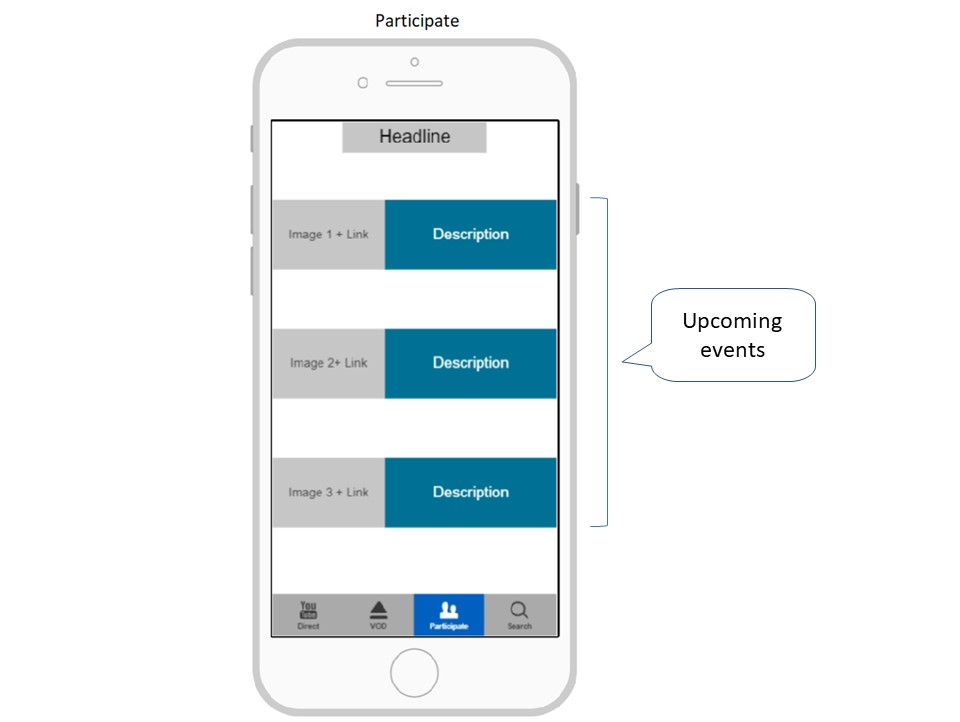 Participate
Headline
Image 1 + Link
Description
Image 2+ Link
Description
Image 3 + Link
Description
Upcoming
events
You
Tube
Direct
VOD
Participate
Search